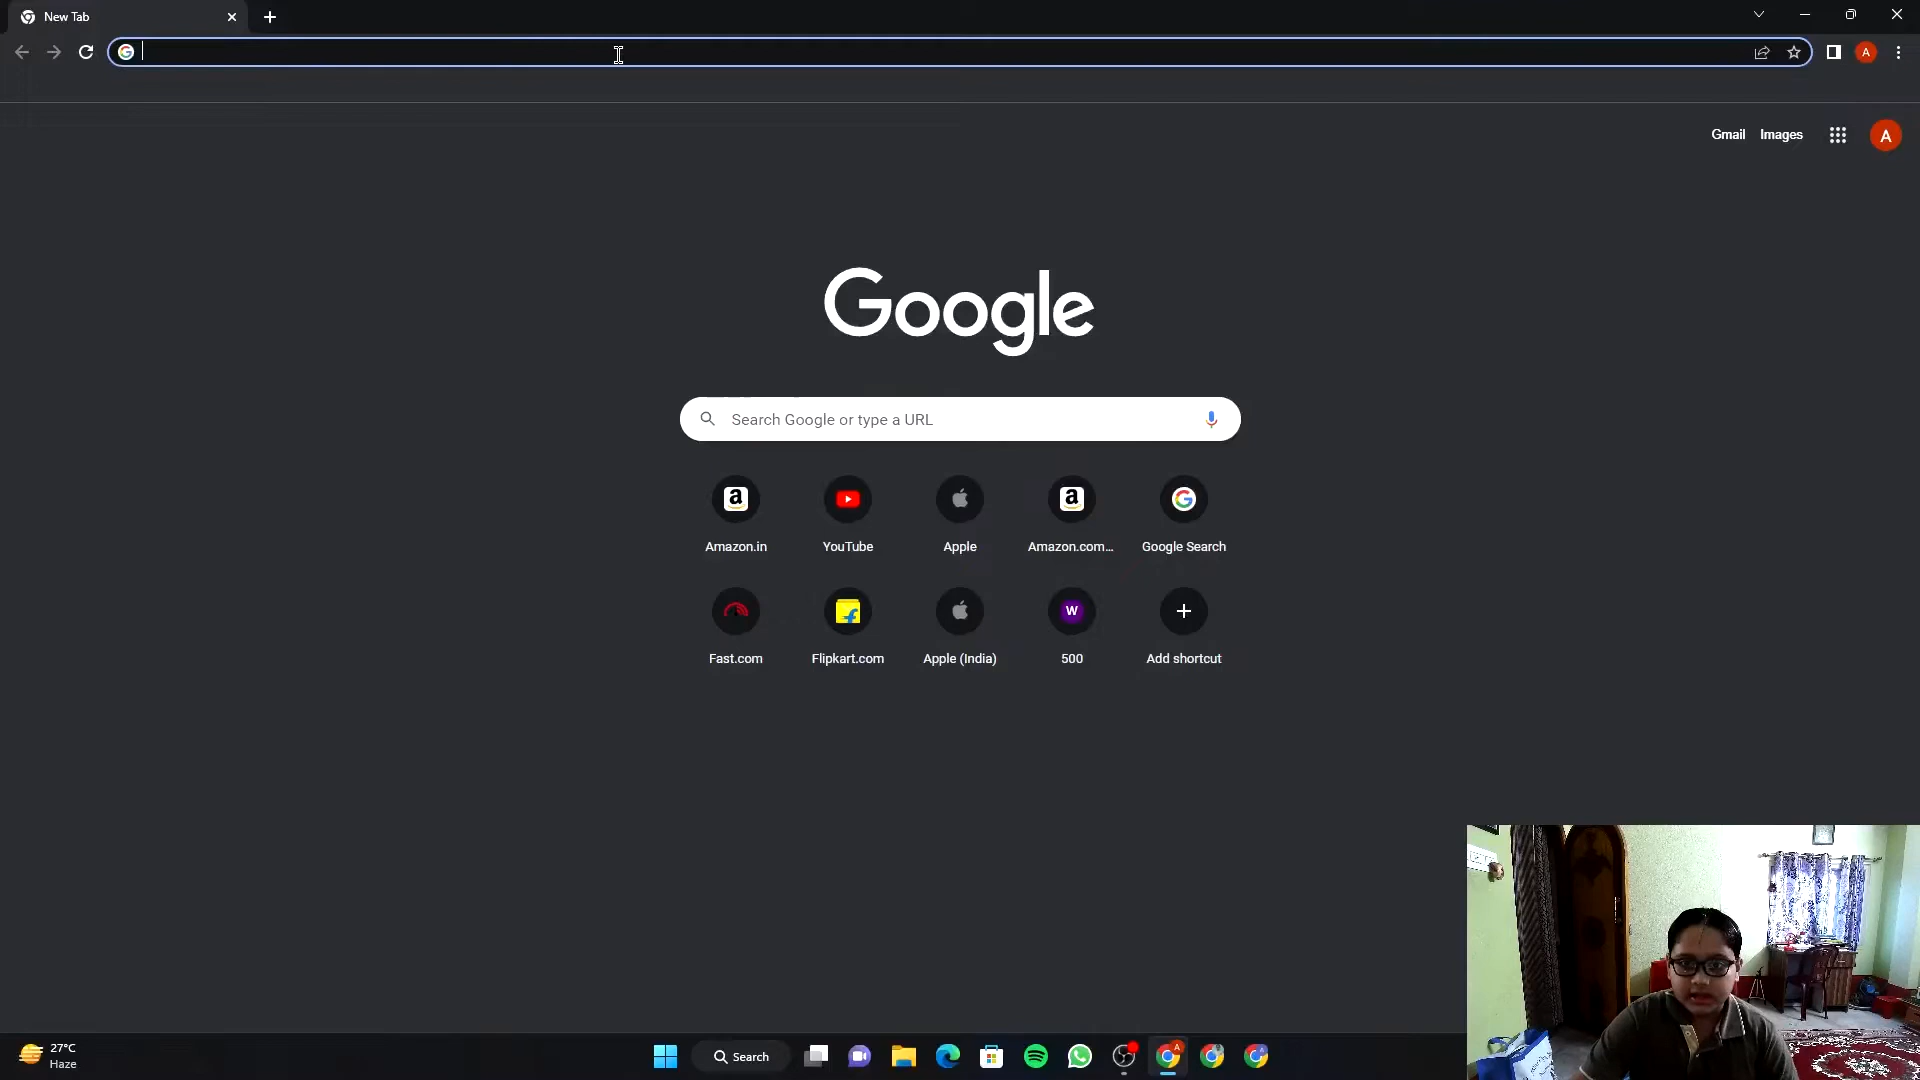 New Tab
Gmail Images
A
A
Google
Search Google or type a URL
Amazon.in YouTube Apple Amazon.com... Google Search
Fast.com Flipkart.com Apple (India) 500 Add shortcut
W
27°C
Haze
Search